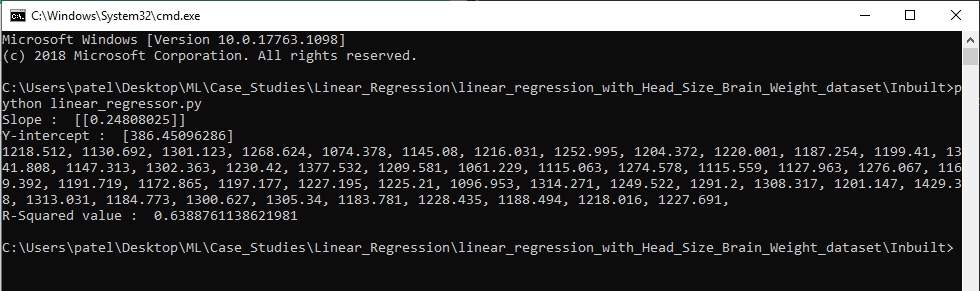 C:\Windows\System32\cmd.exe
Microsoft Windows [Version 10.0.17763.1098]
(c) 2018 Microsoft Corporation. All rights reserved.
C:\Users\patel\Desktop\ML\Case_Studies\Linear_Regression\linear_regression_with_Head_Size_Brain_Weight_dataset\Inbuilt>p
ython linear_regressor.py
Slope :  [[0.24808025]]
Y-intercept :  [386.45096286]
1218.512, 1130.692, 1301.123, 1268.624, 1074.378, 1145.08, 1216.031, 1252.995, 1204.372, 1220.001, 1187.254, 1199.41, 13
41.808, 1147.313, 1302.363, 1230.42, 1377.532, 1209.581, 1061.229, 1115.063, 1274.578, 1115.559, 1127.963, 1276.067, 116
9.392, 1191.719, 1172.865, 1197.177, 1227.195, 1225.21, 1096.953, 1314.271, 1249.522, 1291.2, 1308.317, 1201.147, 1429.3
8, 1313.031, 1184.773, 1300.627, 1305.34, 1183.781, 1228.435, 1188.494, 1218.016, 1227.691,
R-Squared value :  0.6388761138621981
C:\Users\patel\Desktop\ML\Case_Studies\Linear_Regression\linear_regression_with_Head_Size_Brain_Weight_dataset\Inbuilt>